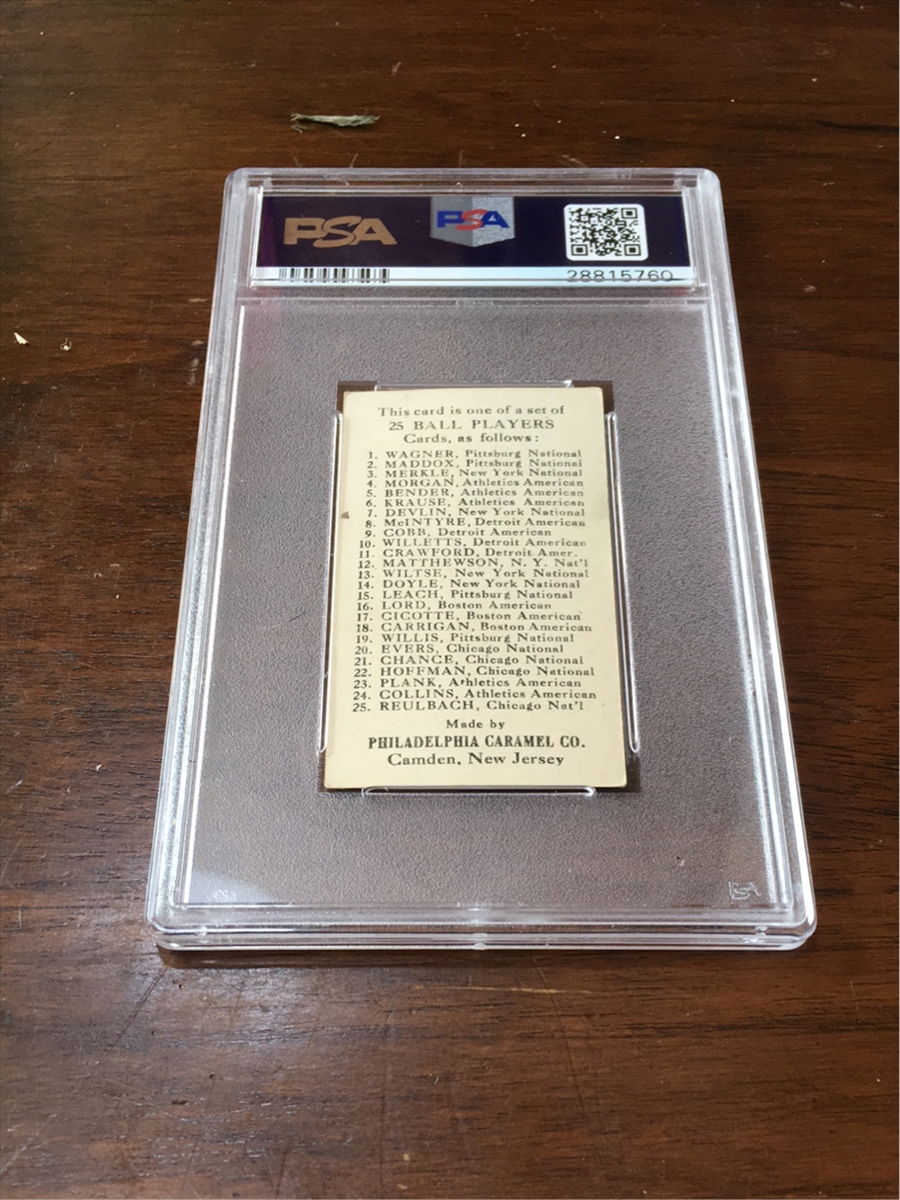 PSA
PSA
28815760
This card is one of a set of
25 BALL PLAYERS
Cards, as follows:
1. WAGNER, Pittsburg National
2. MADDOX, Pittsburg National
3. MERKLE, New York National
4. MORGAN, Athletics American
5. BENDER, Athletics American
6. KRAUSE, Athletics American
7. DEVLIN, New York National
8. McINTYRE, Detroit American
9. COBB, Detroit American
10. WILLETTS, Detroit American
11. CRAWFORD, Detroit Amer.
12. MATTHEWSON, N. Y. Nat'l
13. WILTSE, New York National
14. DOYLE, New York National
15. LEACH, Pittsburg National
16. LORD, Boston American
17. CICOTTE, Boston American
18. CARRIGAN, Boston American
19. WILLIS, Pittsburg National
20. EVERS, Chicago National
21. CHANCE, Chicago National
22. HOFFMAN, Chicago National
23. PLANK, Athletics American
24. COLLINS, Athletics American
25. REULBACH, Chicago Nat'l
Made by
PHILADELPHIA CARAMEL CO.
Camden, New Jersey
PSA